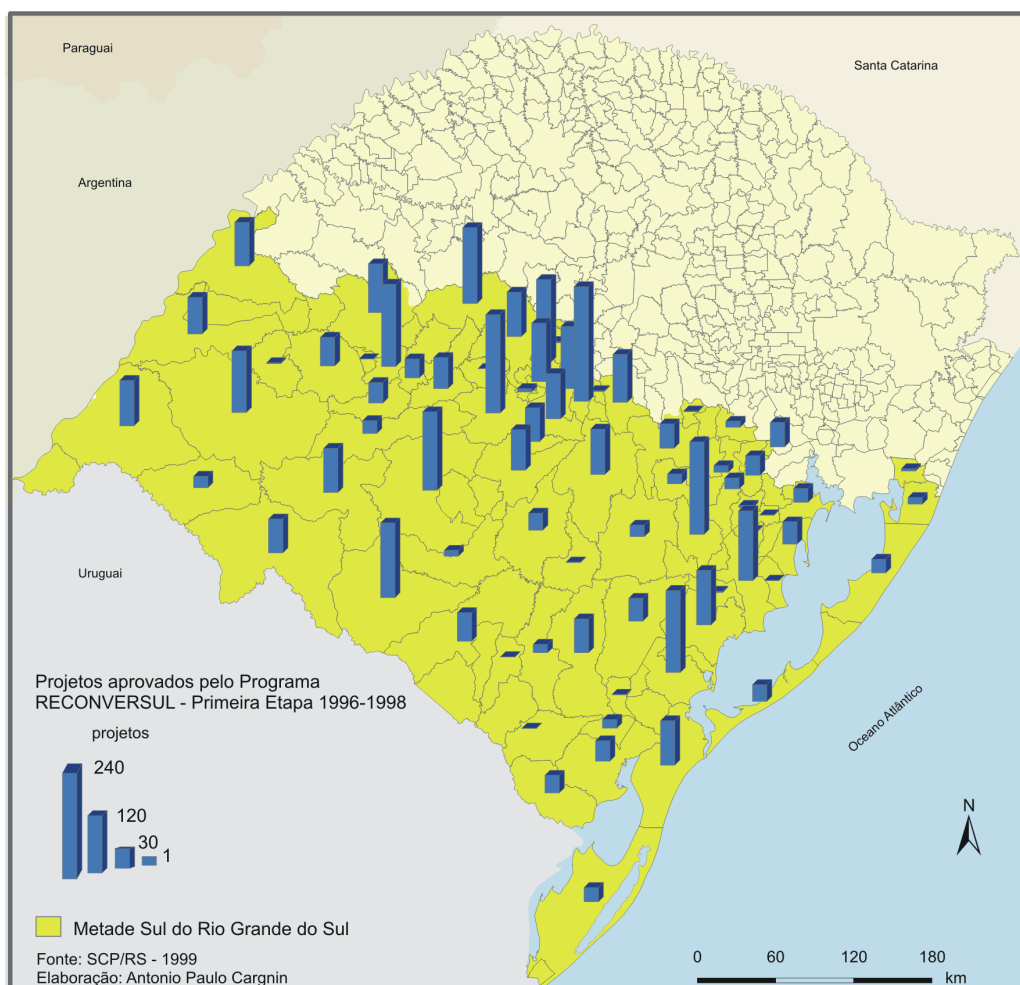 Paraguai
Santa Catarina
Argentina
Uruguai
Oceano Atlântico
Projetos aprovados pelo Programa
RECONVERSUL - Primeira Etapa 1996-1998
projetos
240
120
30
1
N
Metade Sul do Rio Grande do Sul
Fonte: SCP/RS - 1999
Elaboração: Antonio Paulo Cargnin
0 60 120 180
km